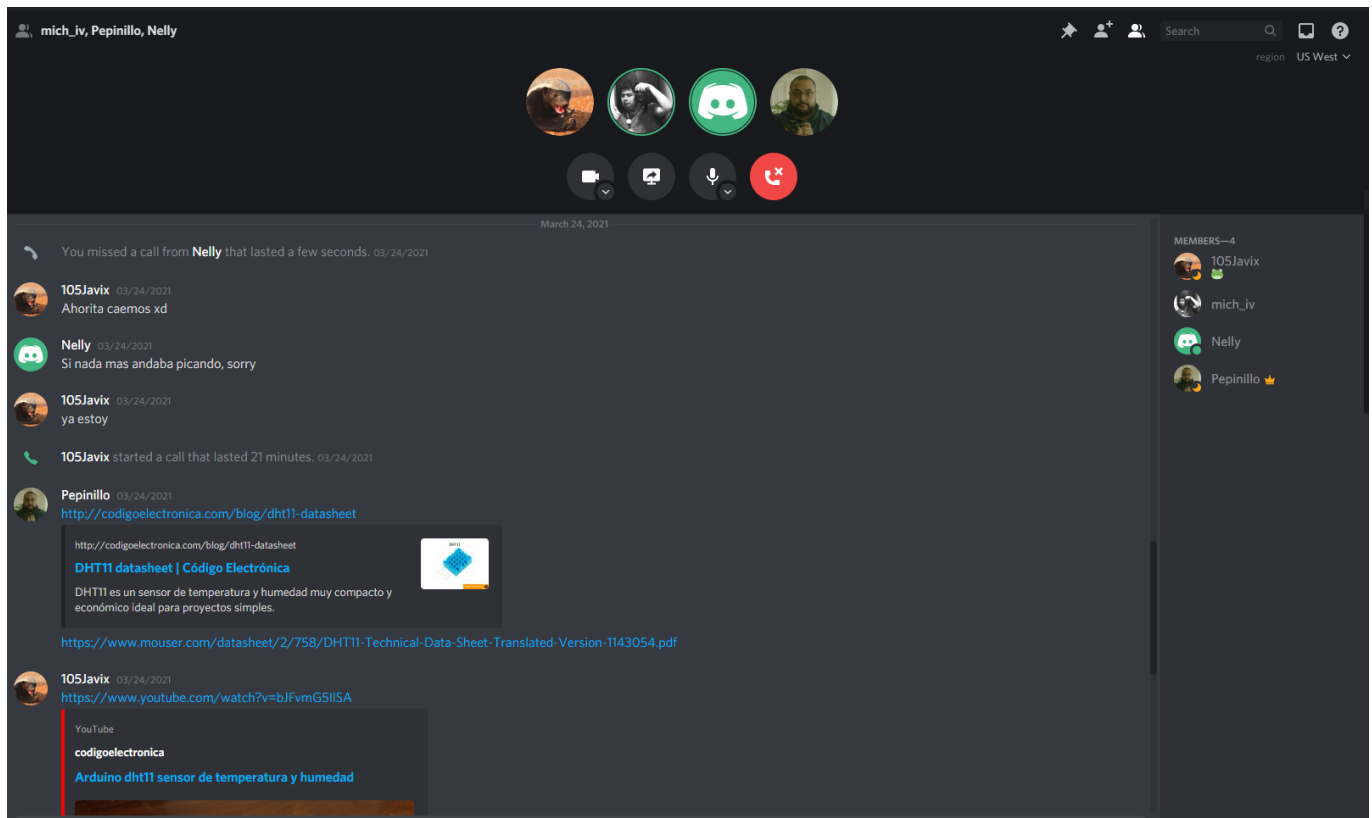 mich_iv, Pepinillo, Nelly
Search
region US West
March 24, 2021
You missed a call from Nelly that lasted a few seconds. 03/24/2021
105Javix 03/24/2021
Ahorita caemos xd
Nelly 03/24/2021
Si nada mas andaba picando, sorry
105Javix 03/24/2021
ya estoy
105Javix started a call that lasted 21 minutes. 03/24/2021
Pepinillo 03/24/2021
http://codigoelectronica.com/blog/dht11-datasheet
http://codigoelectronica.com/blog/dht11-datasheet
DHT11 datasheet | Código Electrónica
DHT11 es un sensor de temperatura y humedad muy compacto y
económico ideal para proyectos simples.
DHT11
https://www.mouser.com/datasheet/2/758/DHT11-Technical-Data-Sheet-Translated-Version-1143054.pdf
105Javix 03/24/2021
https://www.youtube.com/watch?v=bJFvmG5IlSA
YouTube
codigoelectronica
Arduino dht11 sensor de temperatura y humedad
MEMBERS—4
105Javix
mich_iv
Nelly
Pepinillo